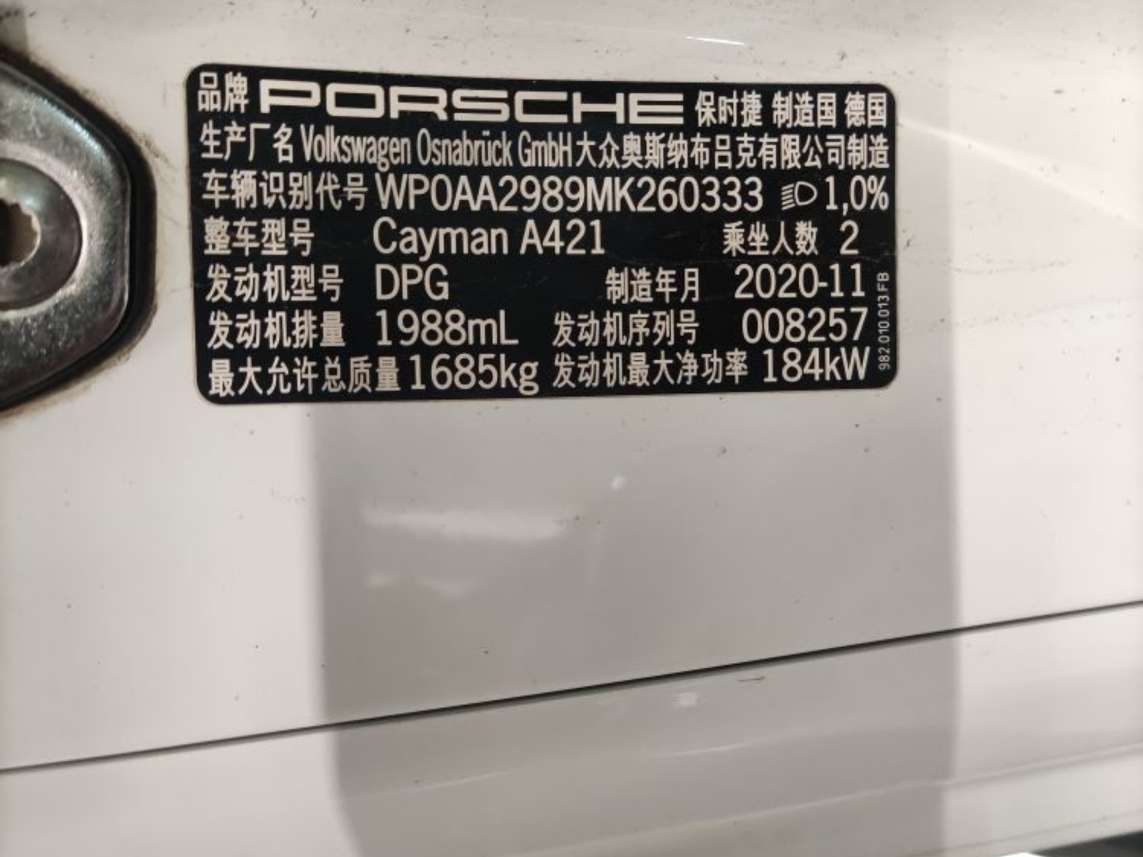 品牌 PORSCHE 保时捷 制造国 德国
生产厂名 Volkswagen Osnabrück GmbH大众奥斯纳布吕克有限公司制造
车辆识别代号 WP0AA2989MK260333 1,0%
整车型号 Cayman A421 乘坐人数 2
发动机型号 DPG 制造年月 2020-11
发动机排量 1988mL 发动机序列号 008257
最大允许总质量 1685kg 发动机最大净功率 184kW
982.010.013 FB